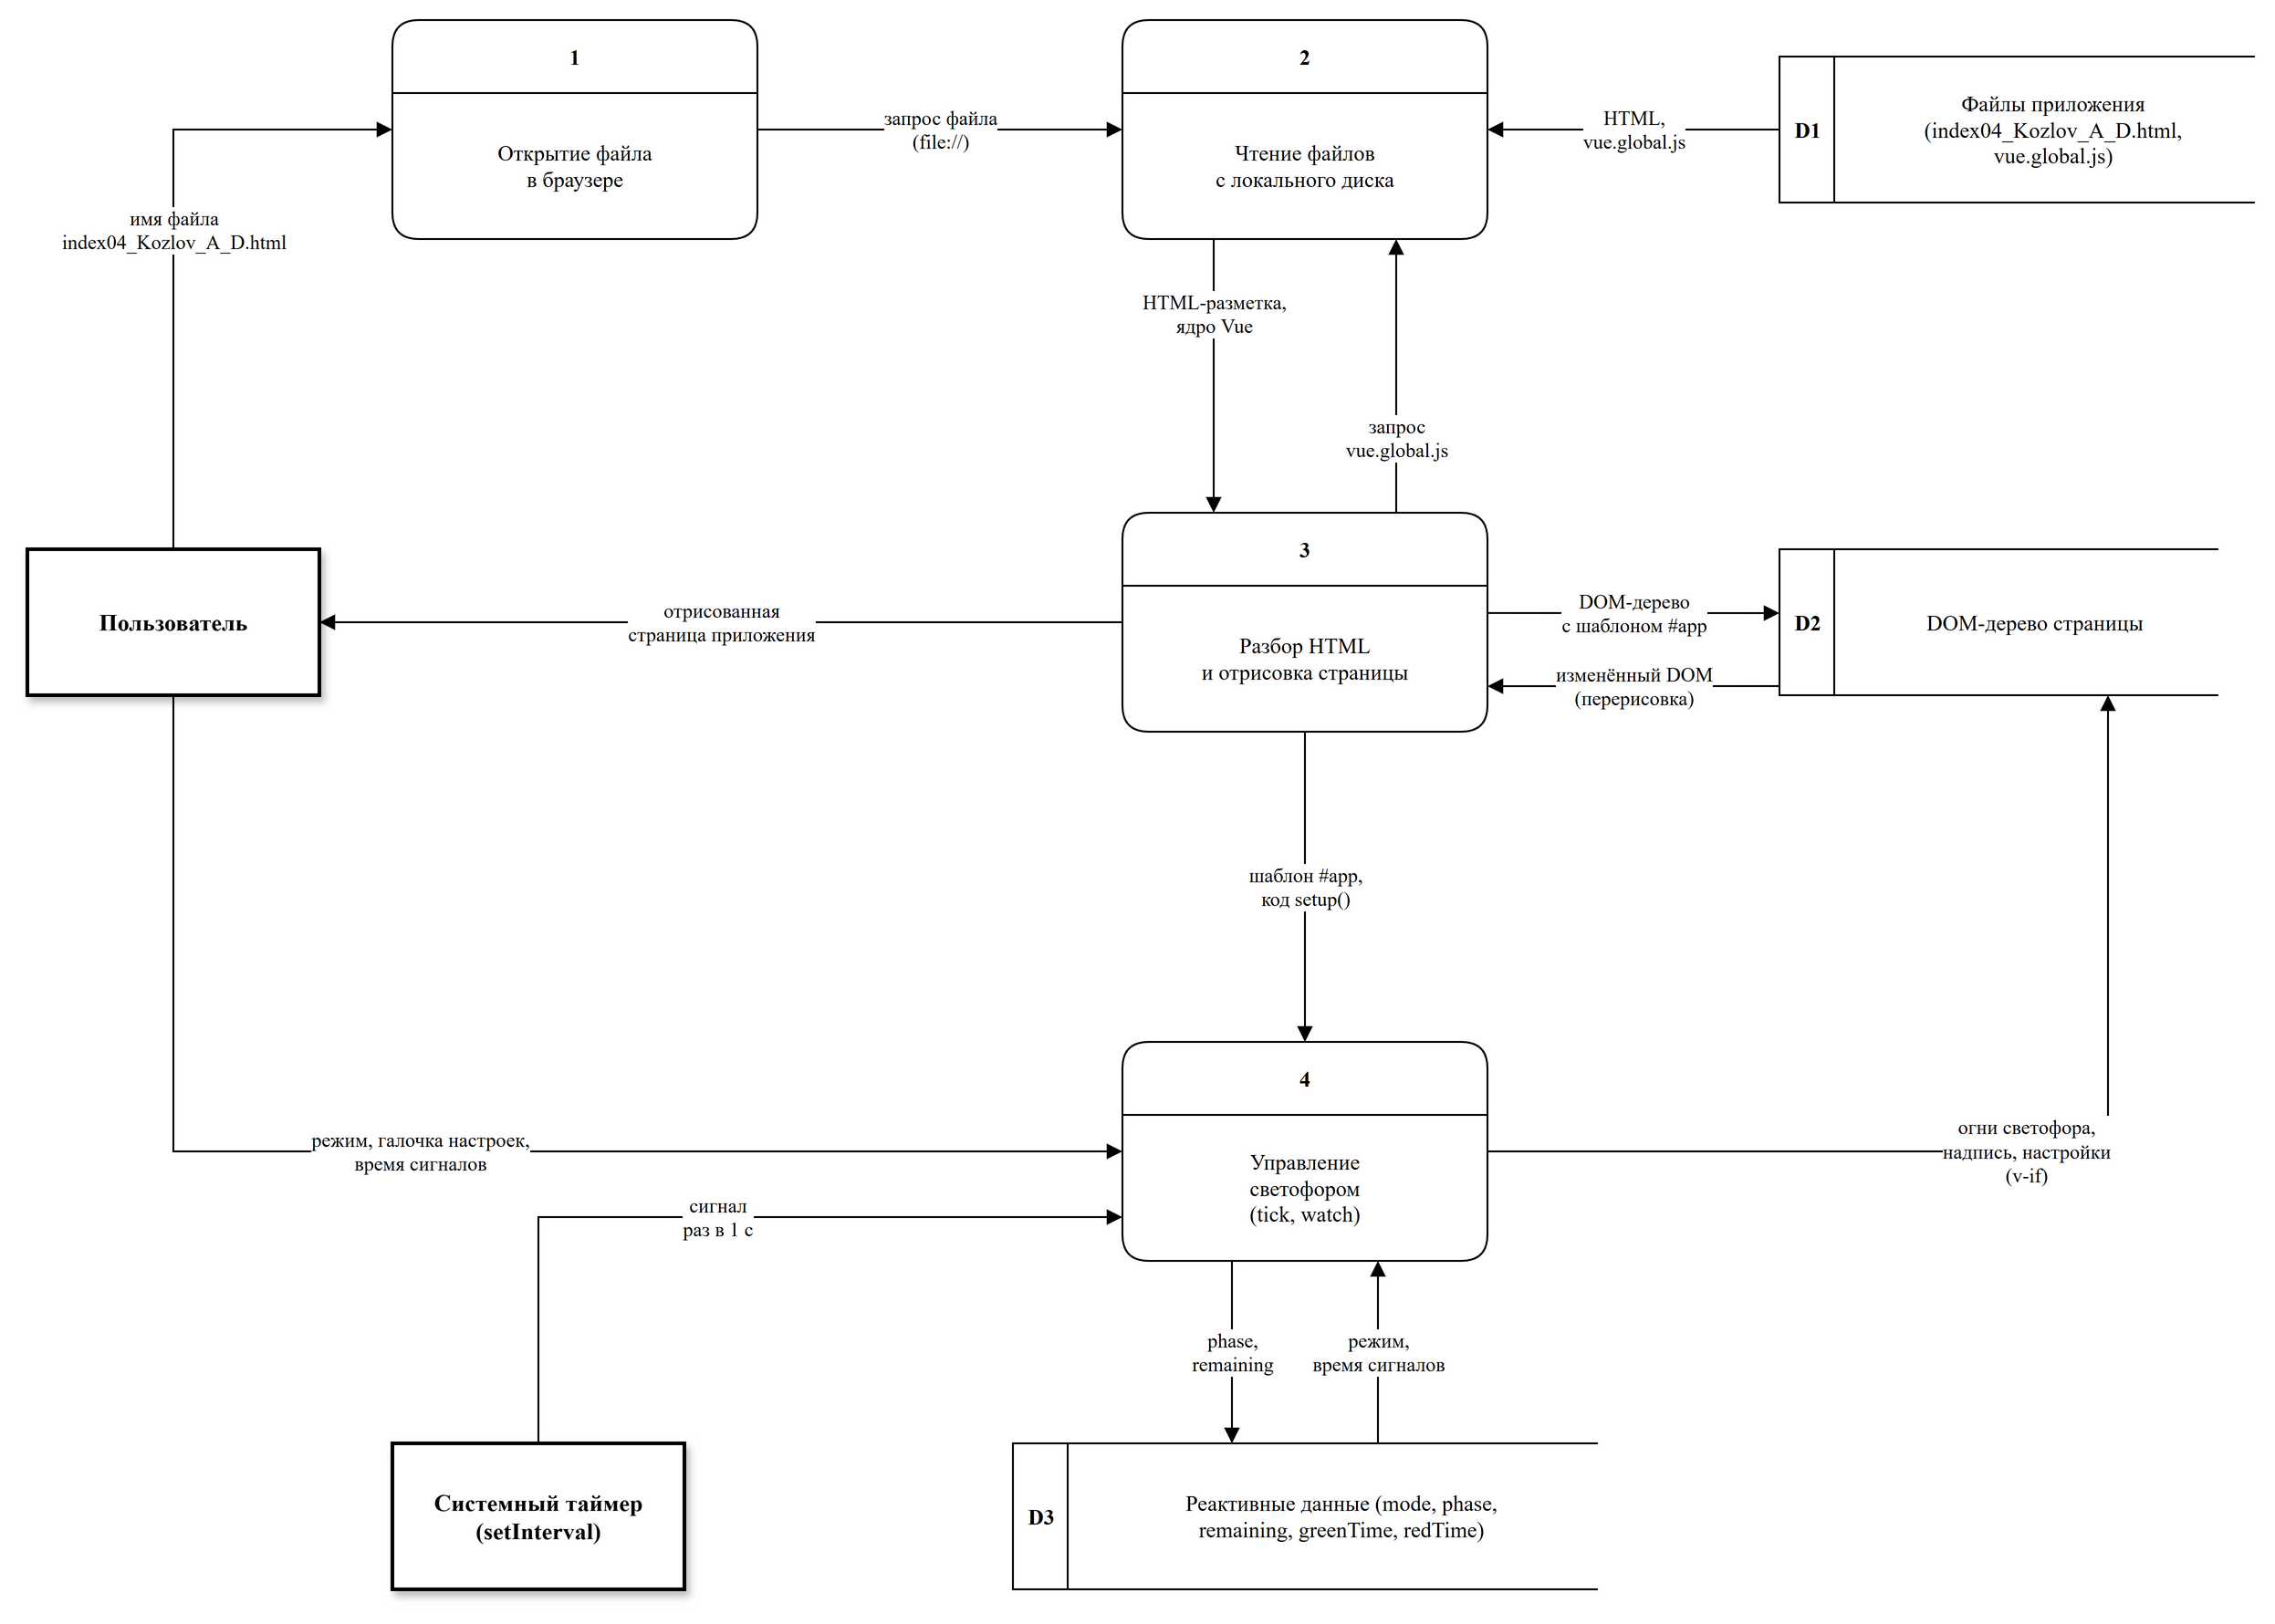 1
Открытие файла
в браузере
запрос файла
(file://)
2
Чтение файлов
с локального диска
HTML,
vue.global.js
D1
Файлы приложения
(index04_Kozlov_A_D.html,
vue.global.js)
имя файла
index04_Kozlov_A_D.html
HTML-разметка,
ядро Vue
запрос
vue.global.js
Пользователь
отрисованная
страница приложения
3
Разбор HTML
и отрисовка страницы
DOM-дерево
с шаблоном #app
изменённый DOM
(перерисовка)
D2
DOM-дерево страницы
шаблон #app,
код setup()
режим, галочка настроек,
время сигналов
4
Управление
светофором
(tick, watch)
огни светофора,
надпись, настройки
(v-if)
сигнал
раз в 1 с
phase,
remaining
режим,
время сигналов
Системный таймер
(setInterval)
D3
Реактивные данные (mode, phase,
remaining, greenTime, redTime)